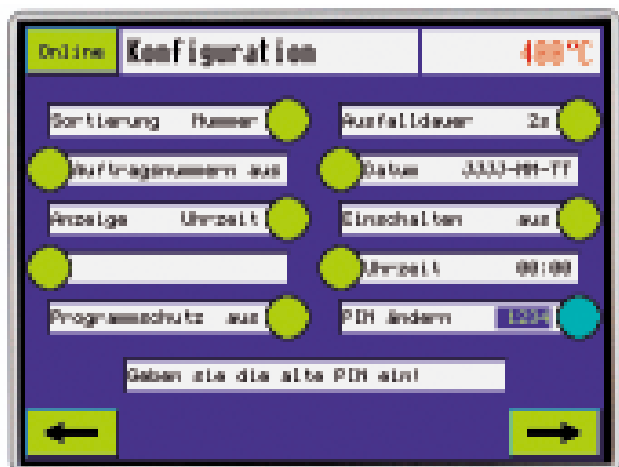 Online Konfiguration 400°C
Sortierung Nummer Ausfalldauer 2s
Auftragsnummern aus Datum JJJJ-MM-TT
Anzeige Uhrzeit Einschalten aus
Uhrzeit 00:00
Programmschutz aus PIN ändern 1234
Geben sie die alte PIN ein!